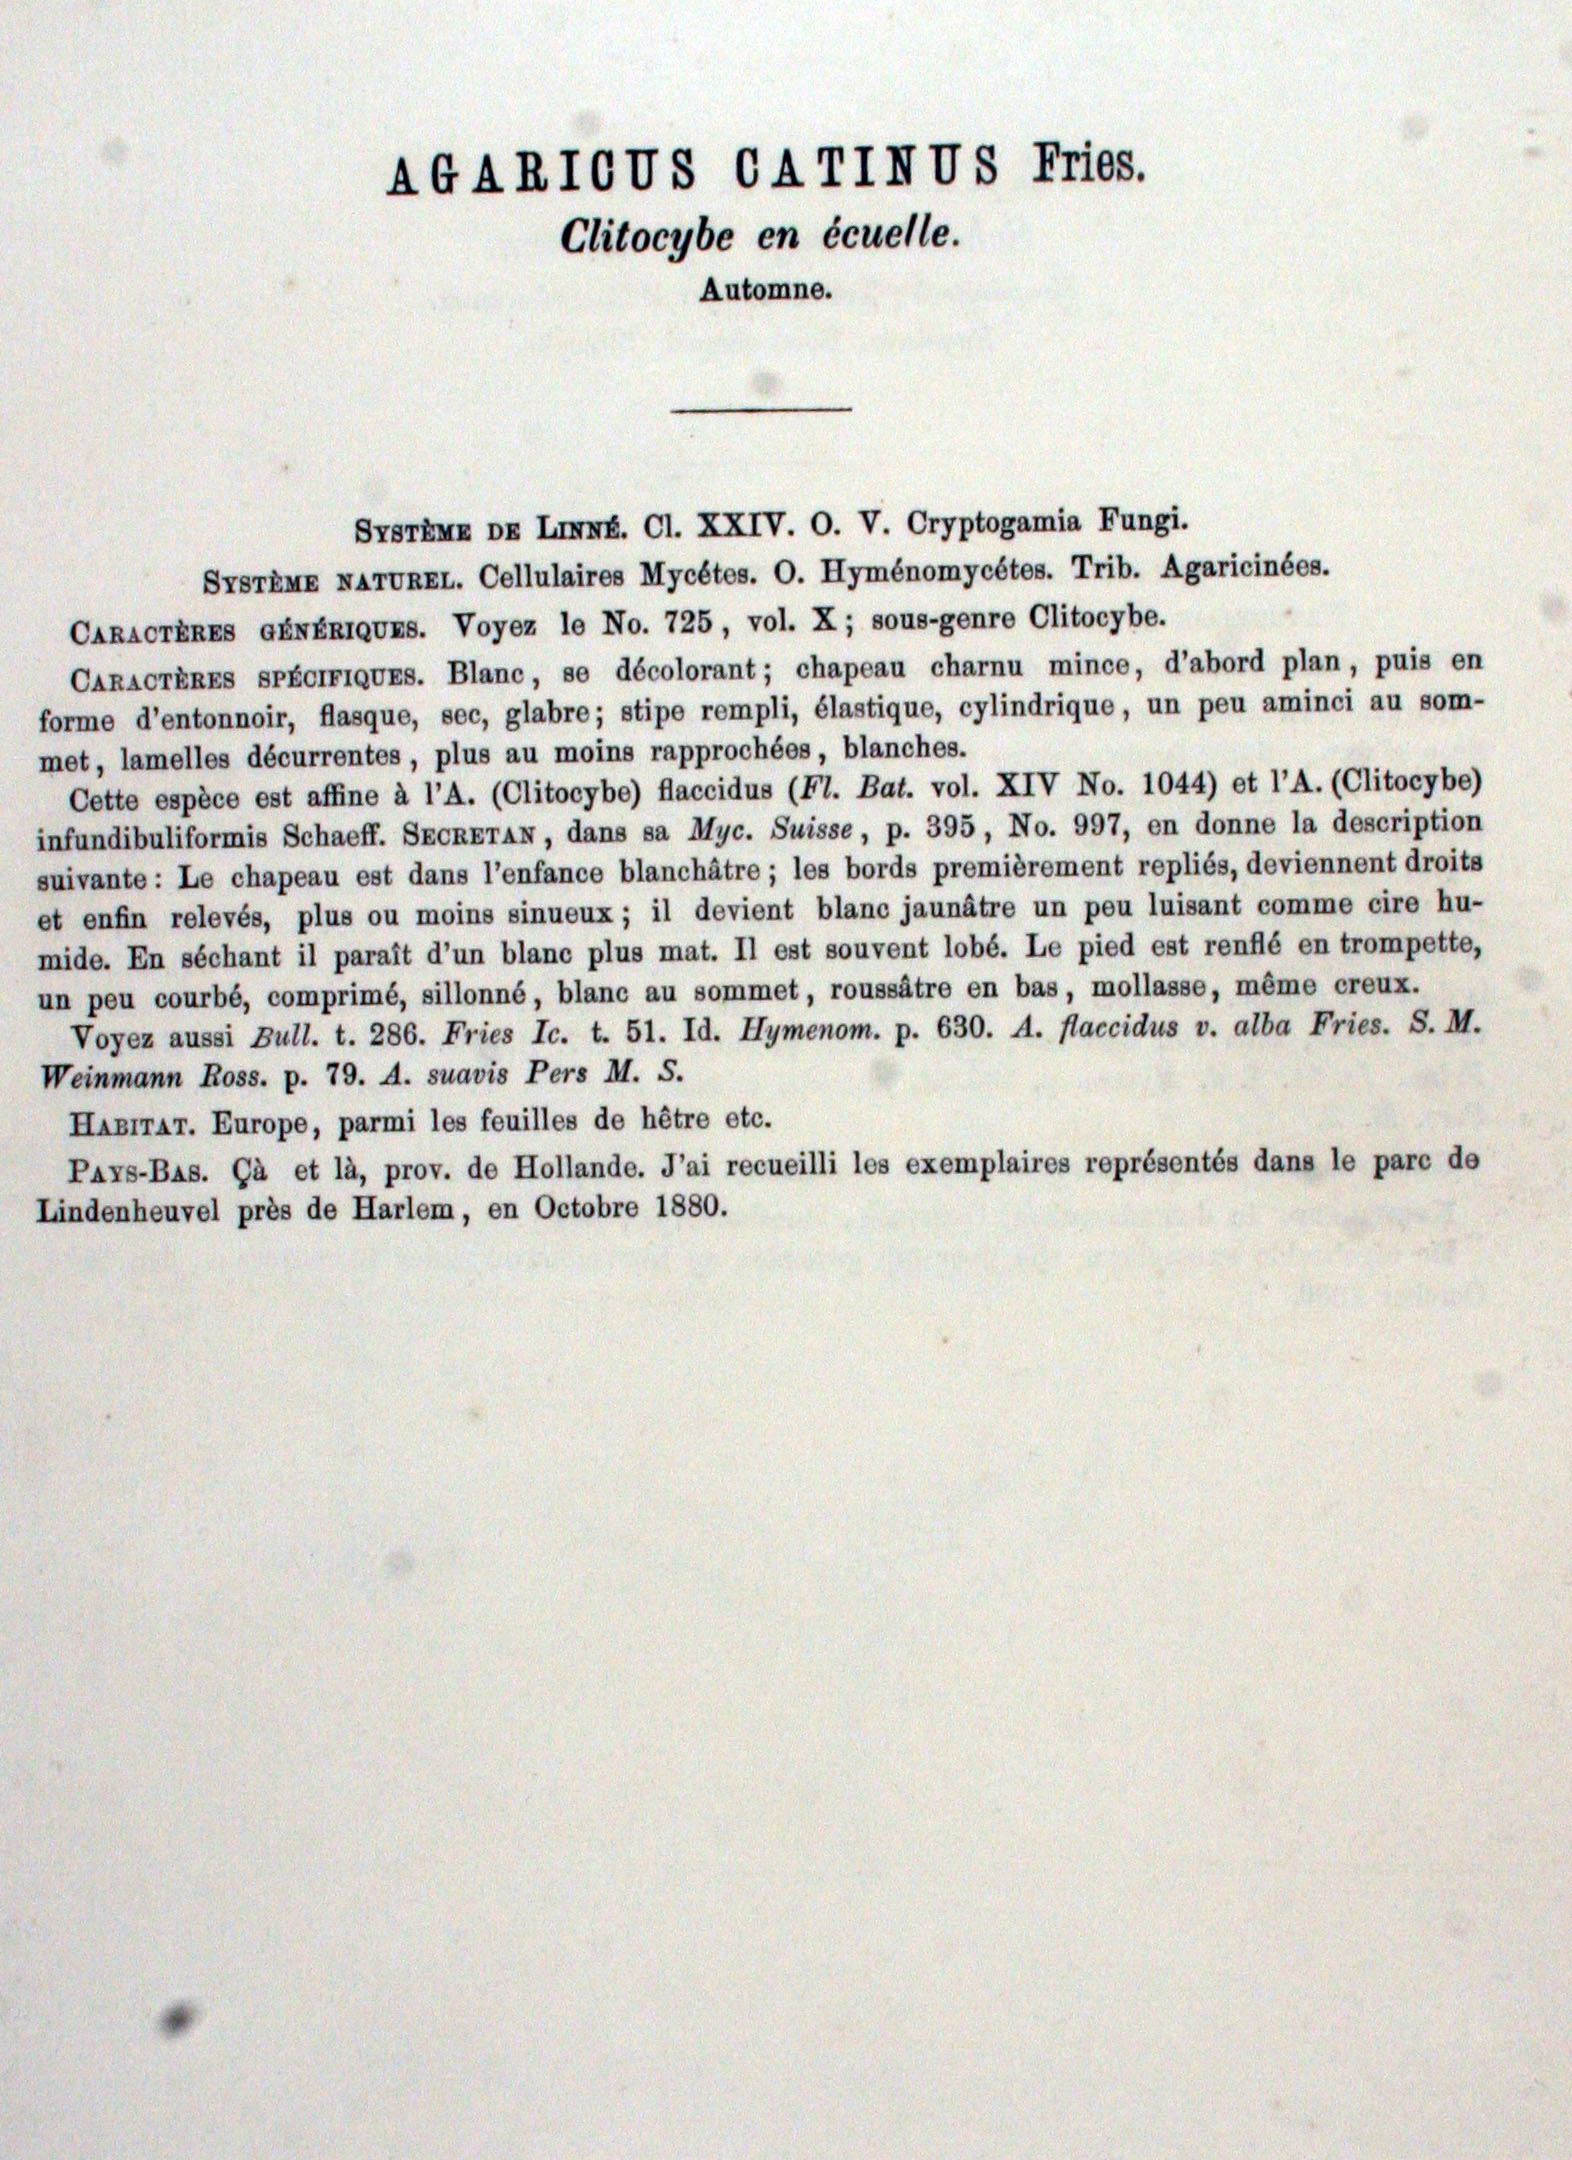 AGARICUS CATINUS Fries.
Clitocybe en écuelle.
Automne.
SYSTÈME DE LINNÉ. Cl. XXIV. O. V. Cryptogamia Fungi.
SYSTÈME NATUREL. Cellulaires Mycétes. O. Hyménomycétes. Trib. Agaricinées.
CARACTÈRES GÉNÉRIQUES. Voyez le No. 725, vol. X; sous-genre Clitocybe.
CARACTÈRES SPÉCIFIQUES. Blanc, se décolorant; chapeau charnu mince, d'abord plan, puis en
forme d'entonnoir, flasque, sec, glabre; stipe rempli, élastique, cylindrique, un peu aminci au som-
met, lamelles décurrentes, plus au moins rapprochées, blanches.
Cette espèce est affine à l'A. (Clitocybe) flaccidus (Fl. Bat. vol. XIV No. 1044) et l'A. (Clitocybe)
infundibuliformis Schaeff. SECRETAN, dans sa Myc. Suisse, p. 395, No. 997, en donne la description
suivante: Le chapeau est dans l'enfance blanchâtre; les bords premièrement repliés, deviennent droits
et enfin relevés, plus ou moins sinueux; il devient blanc jaunâtre un peu luisant comme cire hu-
mide. En séchant il paraît d'un blanc plus mat. Il est souvent lobé. Le pied est renflé en trompette,
un peu courbé, comprimé, sillonné, blanc au sommet, roussâtre en bas, mollasse, même creux.
Voyez aussi Bull. t. 286. Fries Ic. t. 51. Id. Hymenom. p. 630. A. flaccidus v. alba Fries. S. M.
Weinmann Ross. p. 79. A. suavis Pers M. S.
HABITAT. Europe, parmi les feuilles de hêtre etc.
PAYS-BAS. Çà et là, prov. de Hollande. J'ai recueilli les exemplaires représentés dans le parc de
Lindenheuvel près de Harlem, en Octobre 1880.